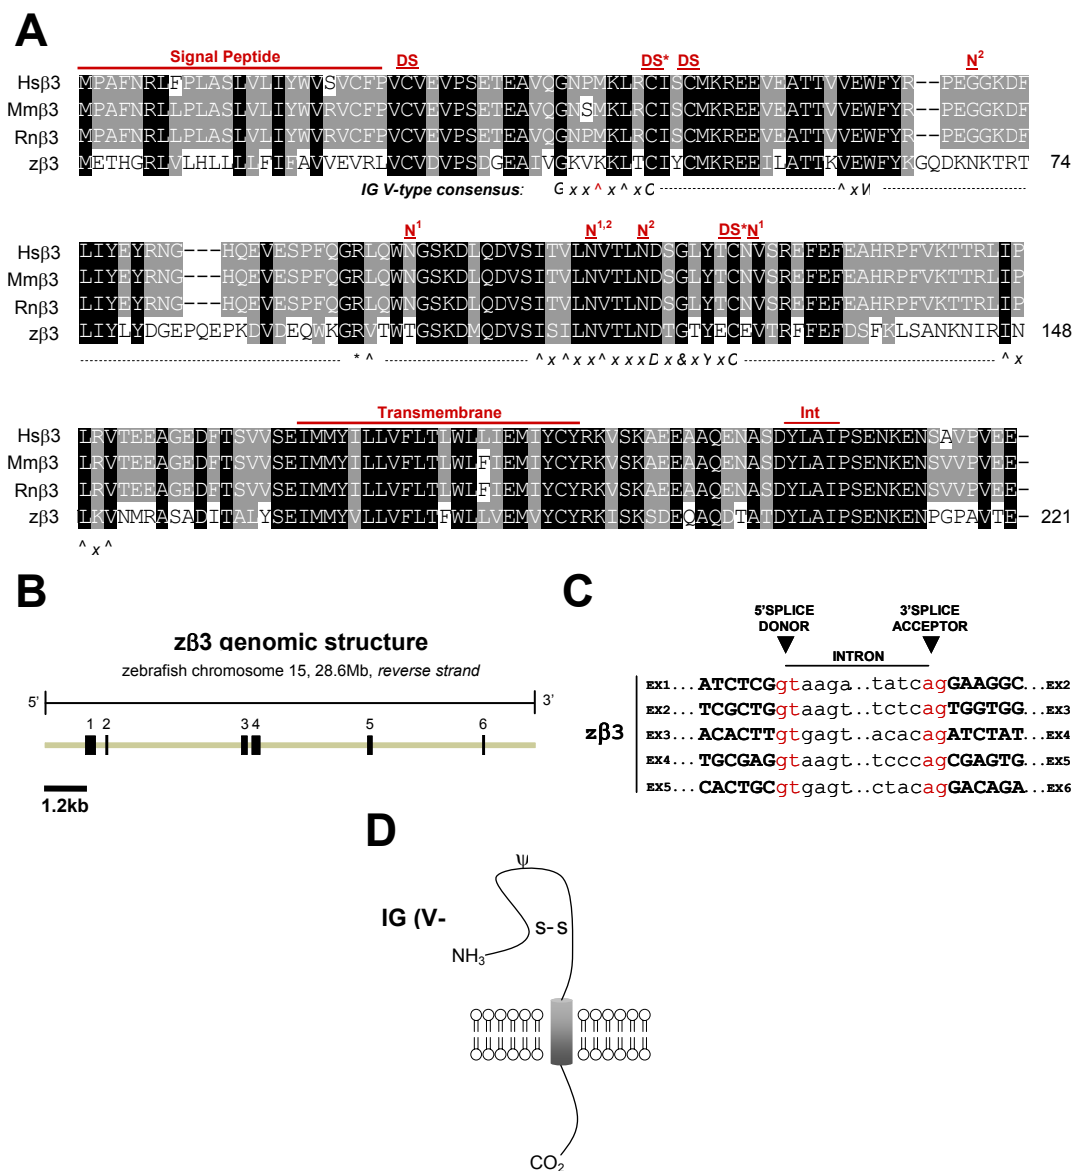 A
Signal Peptide DS DS* DS N²
Hsβ3 MPAFNRLFPLASLVLIYWVSVCFPVCVEVPSETEAVQGNPMKLRCISCMKREEVEATTVVEWFYR--PEGGKDF
Mmβ3 MPAFNRLLPLASLVLIYWVRVCFPVCVEVPSETEAVQGNSMKLRCISCMKREEVEATTVVEWFYR--PEGGKDF
Rnβ3 MPAFNRLLPLASLVLIYWVRVCFPVCVEVPSETEAVQGNPMKLRCISCMKREEVEATTVVEWFYR--PEGGKDF
zβ3 METHGRLVLHLLLLFIFAVVEVRLVCVDVPSDGEAIVGKVKKLTCIYCMKREEILATTKVEWFYKGQDKNKTRT 74
IG V-type consensus: G x x ^ x ^ x C ^ x W
N¹ N¹,² N² DS* N¹
Hsβ3 LIYEYRNG---HQEVESPFQGRLQWNGSKDLQDVSITVLNVTLNDSGLYTCNVSREFEFEAHRPFVKTTRLIP
Mmβ3 LIYEYRNG---HQEVESPFQGRLQWNGSKDLQDVSITVLNVTLNDSGLYTCNVSREFEFEAHRPFVKTTRLIP
Rnβ3 LIYEYRNG---HQEVESPFQGRLQWNGSKDLQDVSITVLNVTLNDSGLYTCNVSREFEFEAHRPFVKTTRLIP
zβ3 LIYLYDGEPQEPKDVDEQWKGRVTWTGSKDMQDVSISILNVTLNDTGTYECEVTRFFEFDSFKLSANKNIRIN 148
* ^ ^ x ^ x x ^ x x x D x & x Y x C ^ x
Transmembrane Int
Hsβ3 LRVTEEAGEDFTSVVSEIMMYILLVFLTLWLLIEMIYCYRKVSKAEEAAQENASDYLAIPSENKENSAVPVEE-
Mmβ3 LRVTEEAGEDFTSVVSEIMMYILLVFLTLWLFIEMIYCYRKVSKAEEAAQENASDYLAIPSENKENSVVPVEE-
Rnβ3 LRVTEEAGEDFTSVVSEIMMYILLVFLTLWLFIEMIYCYRKVSKAEEAAQENASDYLAIPSENKENSVVPVEE-
zβ3 LKVNMRASADITALYSEIMMYVLLVFLTFWLLVEMVYCYRKISKSDEQAQDTATDYLAIPSENKENPGPAVTE- 221
^ x ^
B
zβ3 genomic structure
zebrafish chromosome 15, 28.6Mb, reverse strand
5’ 3’
1 2 3 4 5 6
1.2kb
C
5’SPLICE DONOR 3’SPLICE ACCEPTOR
INTRON
zβ3
EX1... ATCTCGgtaaga...tatcagGAAGGC...EX2
EX2... TCGCTGgtaagt...ctcagTGGTGG...EX3
EX3... ACACTTgtgagt...acacagATCTAT...EX4
EX4... TGCGAGgtaagt...tcccagCGAGTG...EX5
EX5... CACTGCgtgagt...ctacagGACAGA...EX6
D
ψ
IG (V-
S-S
NH₃
CO₂